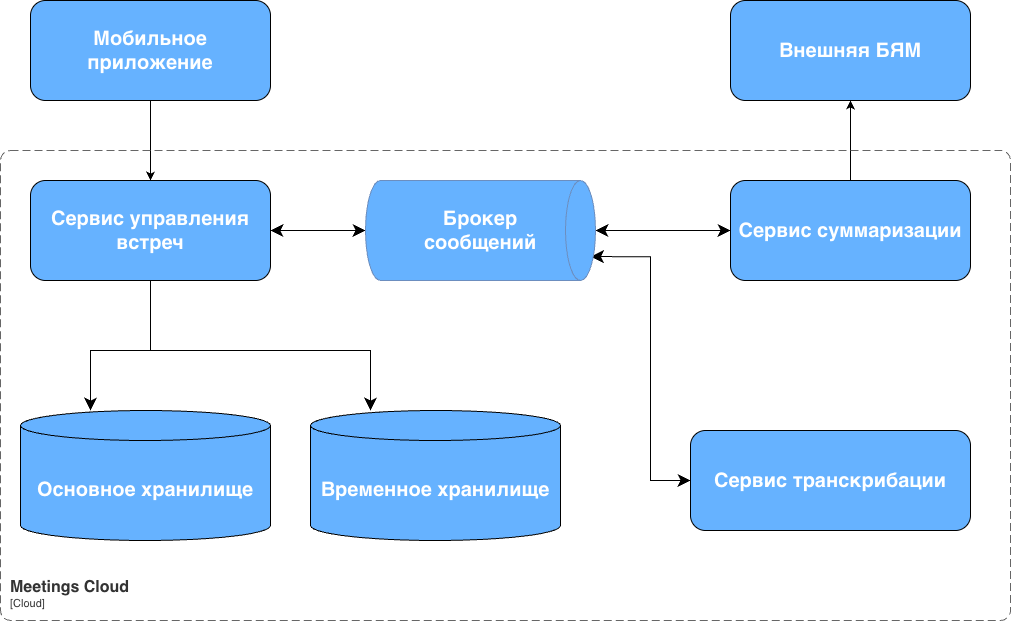 Мобильное
приложение
Внешняя БЯМ
Сервис управления
встреч
Брокер
сообщений
Сервис суммаризации
Основное хранилище
Временное хранилище
Сервис транскрибации
Meetings Cloud
[Cloud]